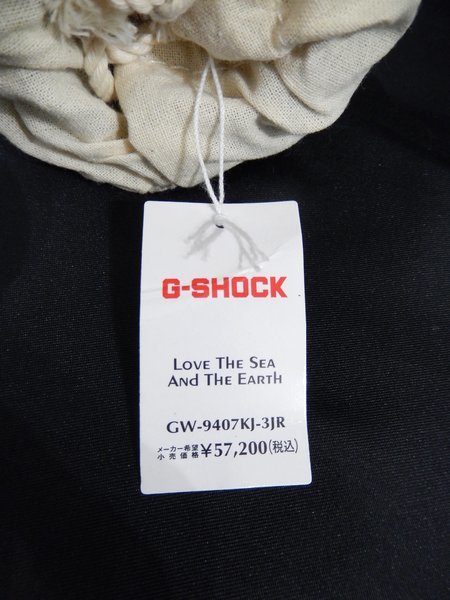 G-SHOCK
LOVE THE SEA
AND THE EARTH
GW-9407KJ-3JR
メーカー希望
小売価格 ¥57,200(税込)